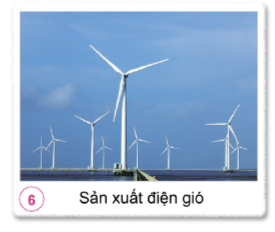 6 Sản xuất điện gió